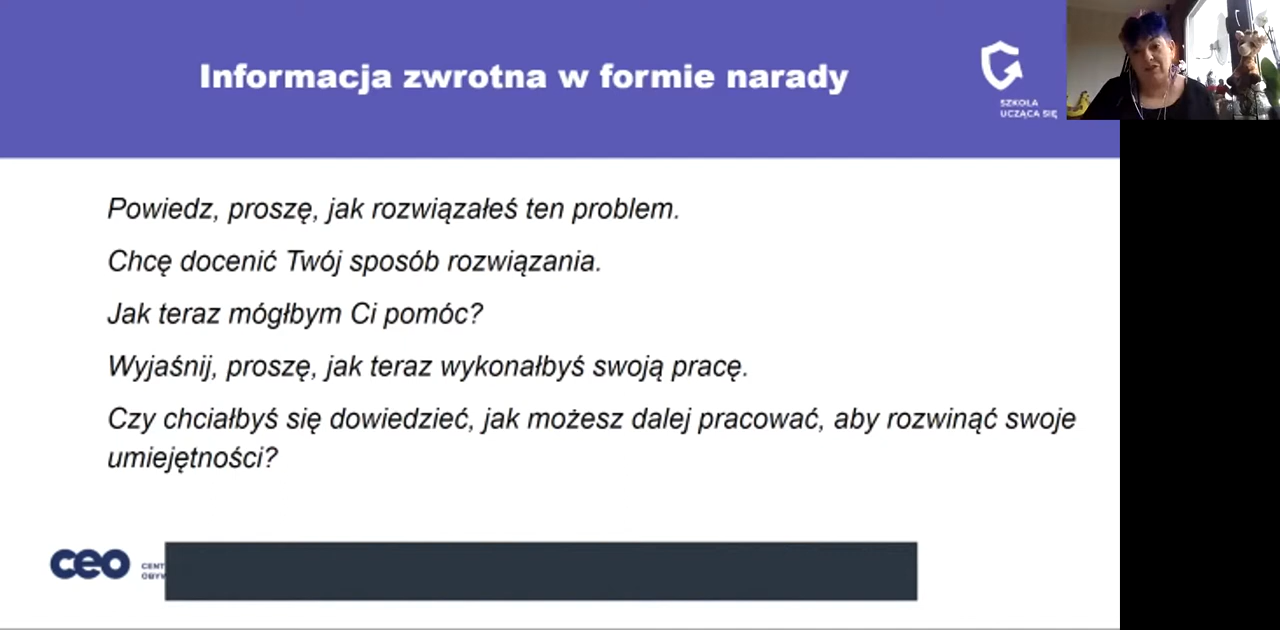 Informacja zwrotna w formie narady
SZKOŁA
UCZĄCA SIĘ
Powiedz, proszę, jak rozwiązałeś ten problem.
Chcę docenić Twój sposób rozwiązania.
Jak teraz mógłbym Ci pomóc?
Wyjaśnij, proszę, jak teraz wykonałbyś swoją pracę.
Czy chciałbyś się dowiedzieć, jak możesz dalej pracować, aby rozwinąć swoje
umiejętności?
ceo